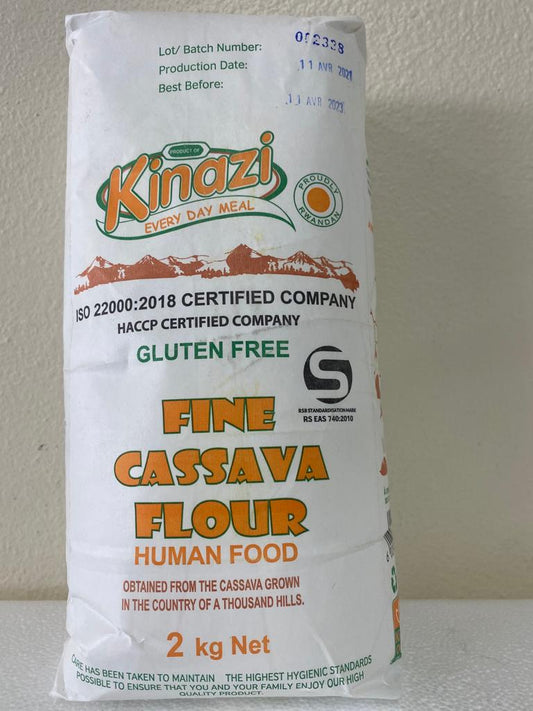 Lot/ Batch Number: 002338
Production Date: 11 AVR 2021
Best Before: 11 AVR 2023
PRODUCT OF
Kinazi
EVERY DAY MEAL
PROUDLY
RWANDAN
ISO 22000:2018 CERTIFIED COMPANY
HACCP CERTIFIED COMPANY
GLUTEN FREE
S
RSB STANDARDISATION MARK
RS EAS 740:2010
FINE
CASSAVA
FLOUR
HUMAN FOOD
OBTAINED FROM THE CASSAVA GROWN
IN THE COUNTRY OF A THOUSAND HILLS.
2 kg Net
CARE HAS BEEN TAKEN TO MAINTAIN THE HIGHEST HYGIENIC STANDARDS
POSSIBLE TO ENSURE THAT YOU AND YOUR FAMILY ENJOY OUR HIGH
QUALITY PRODUCT.